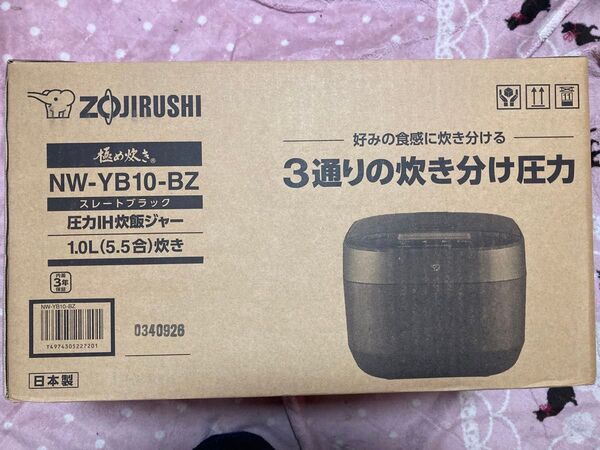 ZOJIRUSHI
極め炊き®
NW-YB10-BZ
スレートブラック
圧力IH炊飯ジャー
1.0L(5.5合)炊き
内釜
3年
保証
NW-YB10-BZ
T4974305227201
0340926
日本製
好みの食感に炊き分ける
3通りの炊き分け圧力